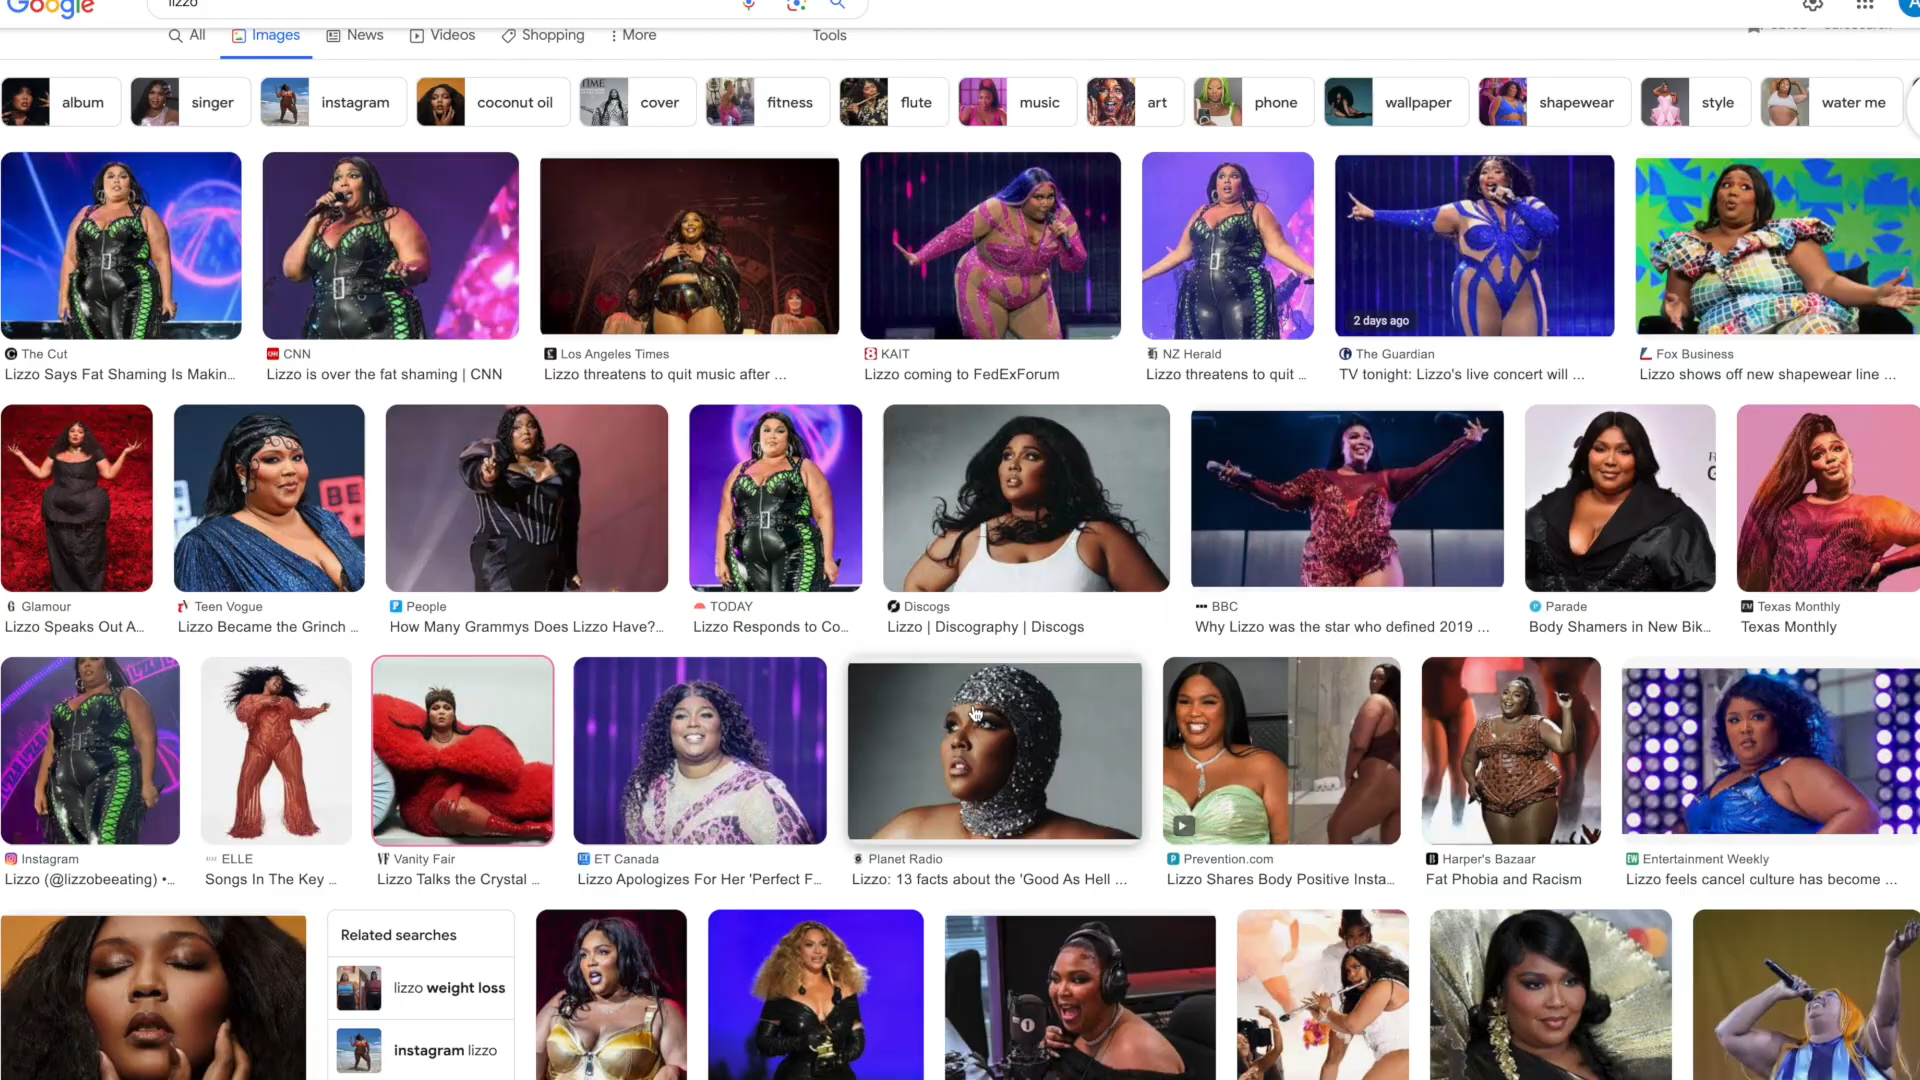 Google
lizzo
All
Images
News
Videos
Shopping
More
Tools
album
singer
instagram
coconut oil
TIME
cover
fitness
flute
music
art
phone
wallpaper
shapewear
style
water me
2 days ago
The Cut
CNN
Los Angeles Times
KAIT
NZ Herald
The Guardian
Fox Business
Lizzo Says Fat Shaming Is Makin...
Lizzo is over the fat shaming | CNN
Lizzo threatens to quit music after ...
Lizzo coming to FedExForum
Lizzo threatens to quit ...
TV tonight: Lizzo's live concert will ...
Lizzo shows off new shapewear line ...
Glamour
Teen Vogue
People
TODAY
Discogs
BBC
Parade
Texas Monthly
Lizzo Speaks Out A...
Lizzo Became the Grinch ...
How Many Grammys Does Lizzo Have?...
Lizzo Responds to Co...
Lizzo | Discography | Discogs
Why Lizzo was the star who defined 2019 ...
Body Shamers in New Bik...
Texas Monthly
Instagram
ELLE
Vanity Fair
ET Canada
Planet Radio
Prevention.com
Harper's Bazaar
Entertainment Weekly
Lizzo (@lizzobeeating) •...
Songs In The Key ...
Lizzo Talks the Crystal ...
Lizzo Apologizes For Her 'Perfect F...
Lizzo: 13 facts about the 'Good As Hell ...
Lizzo Shares Body Positive Insta...
Fat Phobia and Racism
Lizzo feels cancel culture has become ...
Related searches
lizzo weight loss
instagram lizzo